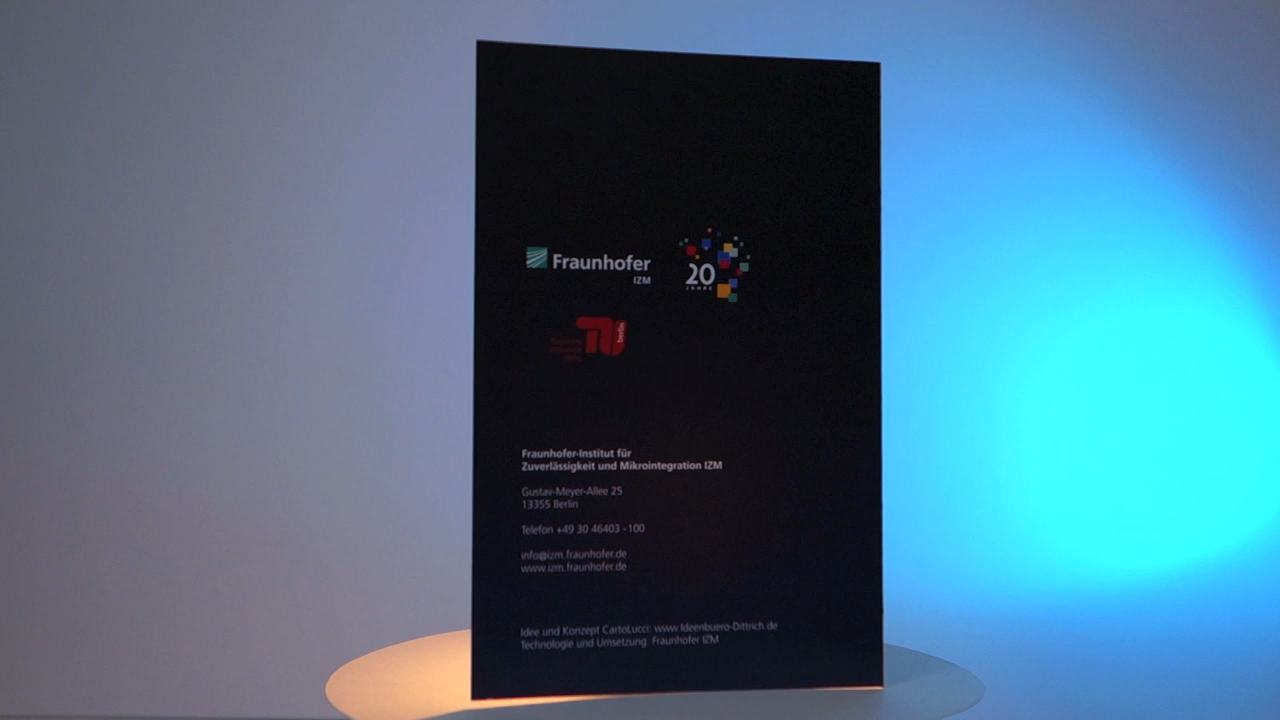 Fraunhofer
IZM
20
JAHRE
berlin
Fraunhofer-Institut für
Zuverlässigkeit und Mikrointegration IZM
Gustav-Meyer-Allee 25
13355 Berlin
Telefon +49 30 46403 - 100
info@izm.fraunhofer.de
www.izm.fraunhofer.de
Idee und Konzept CartoLucci: www.Ideenbuero-Dittrich.de
Technologie und Umsetzung: Fraunhofer IZM